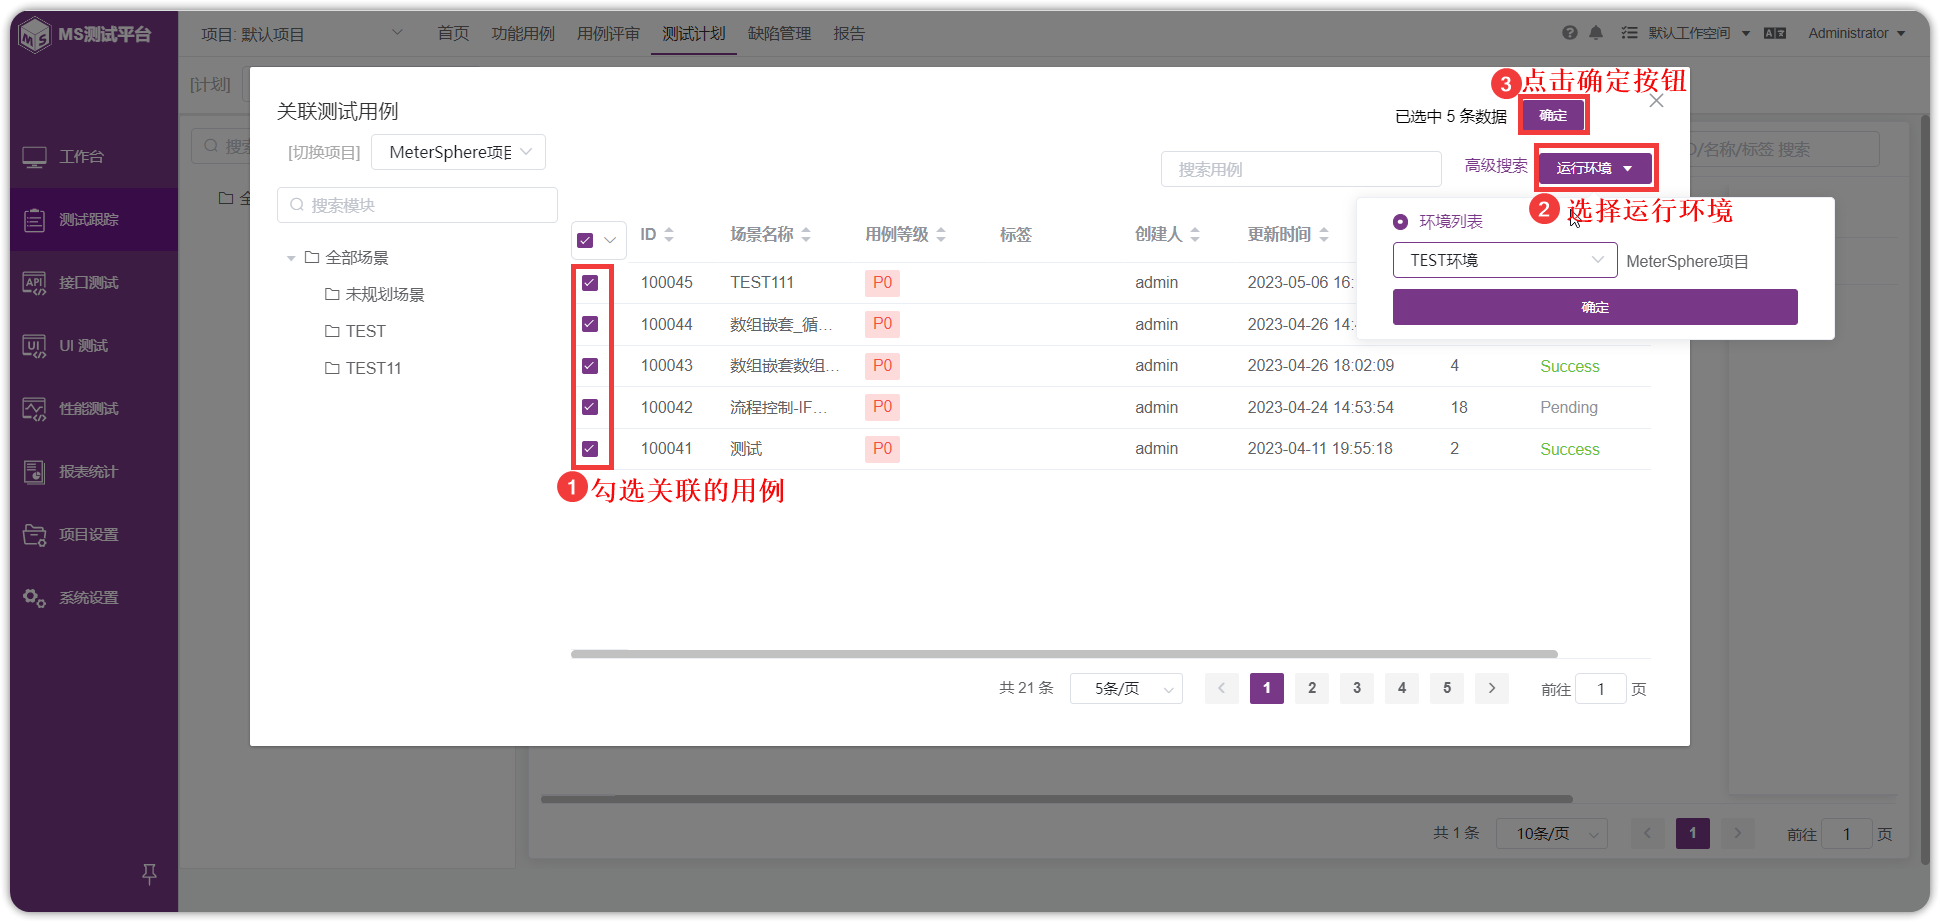 MS测试平台
项目: 默认项目
首页 功能用例 用例评审 测试计划 缺陷管理 报告
默认工作空间
Administrator
[计划]
搜索
工作台
测试跟踪
接口测试
UI 测试
性能测试
报表统计
项目设置
系统设置
关联测试用例
[切换项目] MeterSphere项目
搜索模块
全部场景
未规划场景
TEST
TEST11
3 点击确定按钮
已选中 5 条数据 确定
搜索用例 高级搜索 运行环境
/名称/标签 搜索
2 选择运行环境
环境列表
TEST环境 MeterSphere项目
确定
ID 场景名称 用例等级 标签 创建人 更新时间
100045 TEST111 P0 admin 2023-05-06 16:
100044 数组嵌套_循... P0 admin 2023-04-26 14:
100043 数组嵌套数组... P0 admin 2023-04-26 18:02:09 4 Success
100042 流程控制-IF... P0 admin 2023-04-24 14:53:54 18 Pending
100041 测试 P0 admin 2023-04-11 19:55:18 2 Success
1 勾选关联的用例
共 21 条 5条/页 1 2 3 4 5 前往 1 页
共 1 条 10条/页 1 前往 1 页